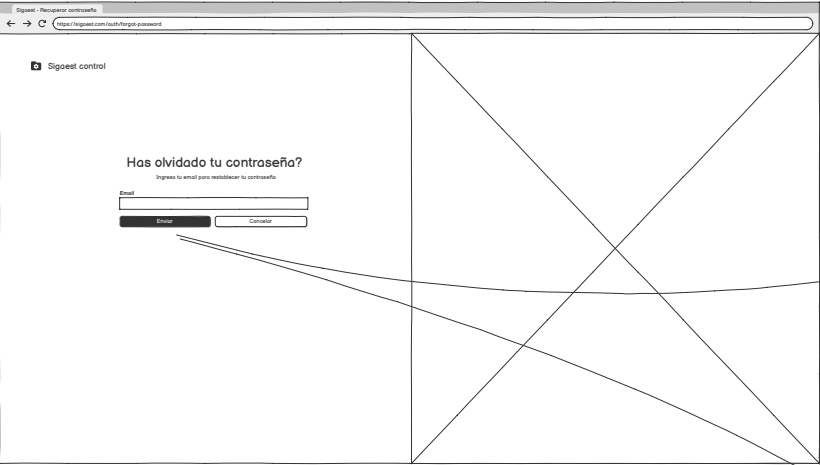 Sigaest - Recuperar contraseña
https://sigaest.com/auth/forgot-password
Sigaest control
Has olvidado tu contraseña?
Ingresa tu email para restablecer tu contraseña
Email
Enviar
Cancelar